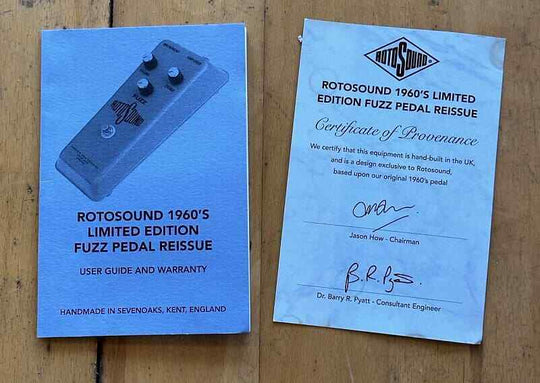 FUZZ
ROTOSOUND
ROTOSOUND 1960'S
LIMITED EDITION
FUZZ PEDAL REISSUE
USER GUIDE AND WARRANTY
HANDMADE IN SEVENOAKS, KENT, ENGLAND
ROTOSOUND
ROTOSOUND 1960'S LIMITED
EDITION FUZZ PEDAL REISSUE
Certificate of Provenance
We certify that this equipment is hand-built in the UK,
and is a design exclusive to Rotosound,
based upon our original 1960's pedal
Jason How - Chairman
B.R.Pyatt
Dr. Barry R. Pyatt - Consultant Engineer